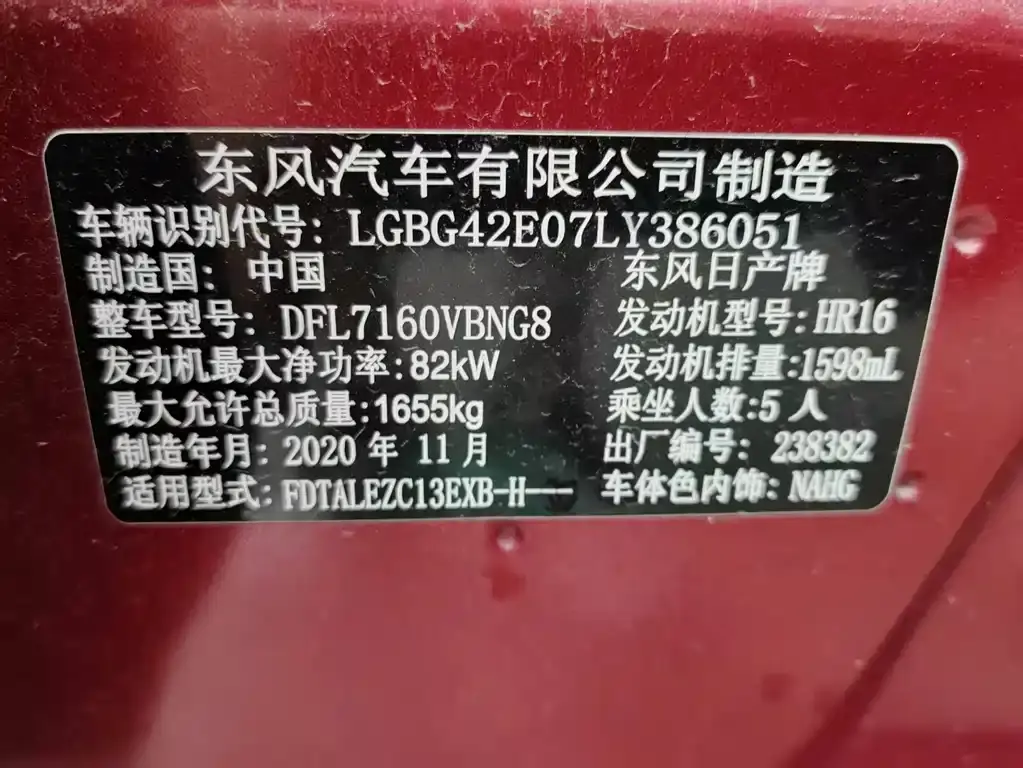 东风汽车有限公司制造
车辆识别代号: LGBG42E07LY386051
制造国: 中国 东风日产牌
整车型号: DFL7160VBNG8 发动机型号: HR16
发动机最大净功率: 82kW 发动机排量: 1598mL
最大允许总质量: 1655kg 乘坐人数: 5 人
制造年月: 2020 年 11 月 出厂编号: 238382
适用型式: FDTALEZC13EXB-H--- 车体色内饰: NAHG